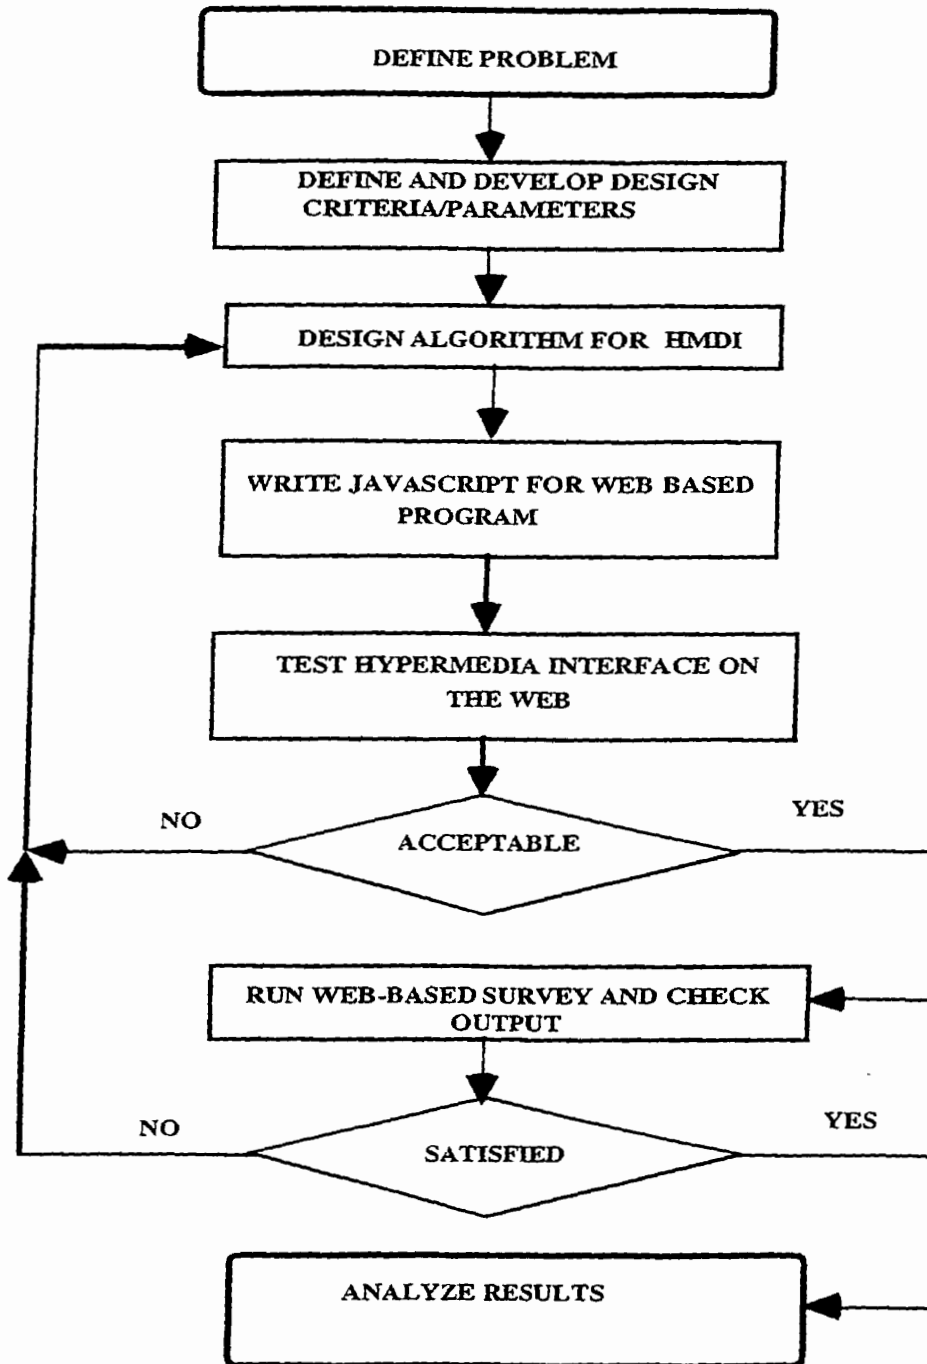 DEFINE PROBLEM
DEFINE AND DEVELOP DESIGN
CRITERIA/PARAMETERS
DESIGN ALGORITHM FOR HMDI
WRITE JAVASCRIPT FOR WEB BASED
PROGRAM
TEST HYPERMEDIA INTERFACE ON
THE WEB
NO
ACCEPTABLE
YES
RUN WEB-BASED SURVEY AND CHECK
OUTPUT
NO
SATISFIED
YES
ANALYZE RESULTS